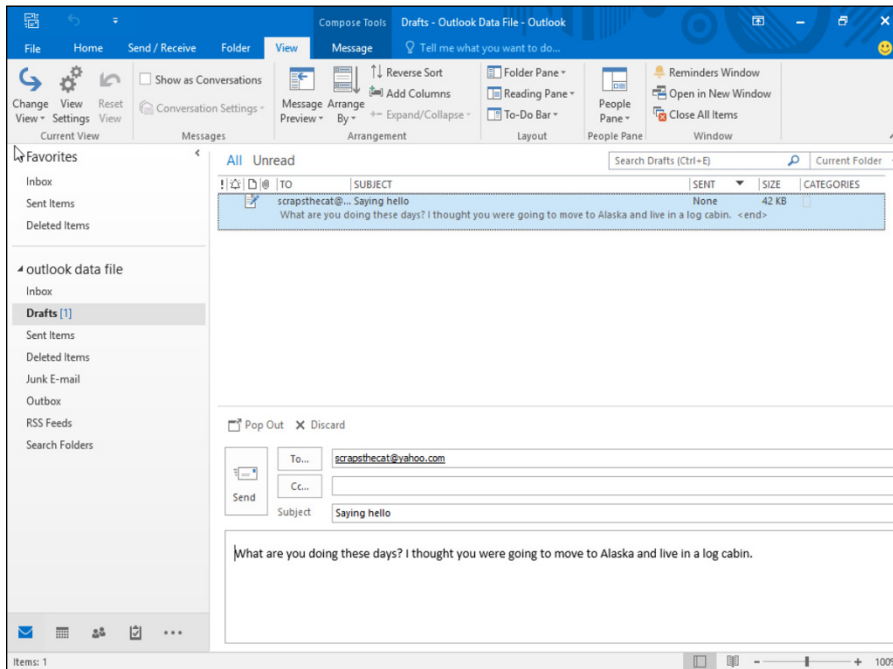 Compose Tools Drafts - Outlook Data File - Outlook
File Home Send / Receive Folder View Message Tell me what you want to do...
Change View View Settings Reset View
Current View
Show as Conversations
Conversation Settings
Messages
Message Preview Arrange By
Reverse Sort
Add Columns
Expand/Collapse
Arrangement
Folder Pane
Reading Pane
To-Do Bar
Layout
People Pane
People Pane
Reminders Window
Open in New Window
Close All Items
Window
Favorites
Inbox
Sent Items
Deleted Items
outlook data file
Inbox
Drafts [1]
Sent Items
Deleted Items
Junk E-mail
Outbox
RSS Feeds
Search Folders
All Unread
Search Drafts (Ctrl+E) Current Folder
! TO SUBJECT SENT SIZE CATEGORIES
scrapsthecat@... Saying hello None 42 KB
What are you doing these days? I thought you were going to move to Alaska and live in a log cabin. <end>
Pop Out Discard
Send
To... scrapsthecat@yahoo.com
Cc...
Subject Saying hello
What are you doing these days? I thought you were going to move to Alaska and live in a log cabin.
Items: 1
- + 100%